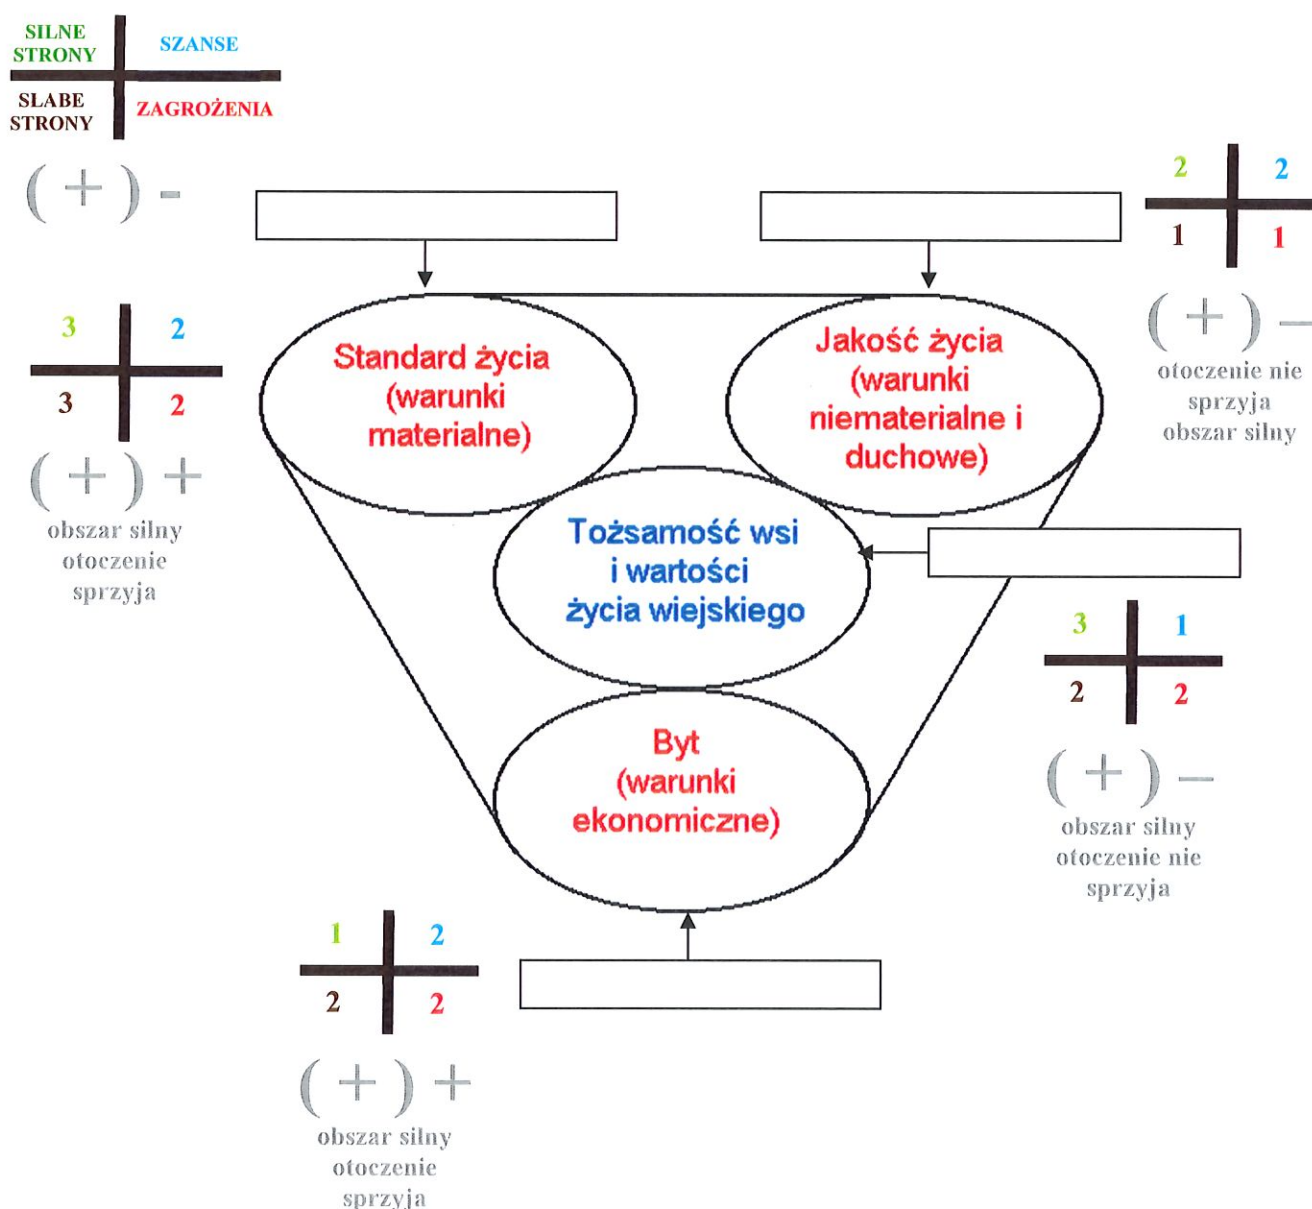 SILNE
STRONY
SZANSE
SLABE
STRONY
ZAGROŻENIA
( + ) -
2 2
1 1
( + ) −
otoczenie nie
sprzyja
obszar silny
3 2
3 2
( + ) +
obszar silny
otoczenie
sprzyja
Standard życia
(warunki
materialne)
Jakość życia
(warunki
niematerialne i
duchowe)
Tożsamość wsi
i wartości
życia wiejskiego
3 1
2 2
( + ) −
obszar silny
otoczenie nie
sprzyja
Byt
(warunki
ekonomiczne)
1 2
2 2
( + ) +
obszar silny
otoczenie
sprzyja